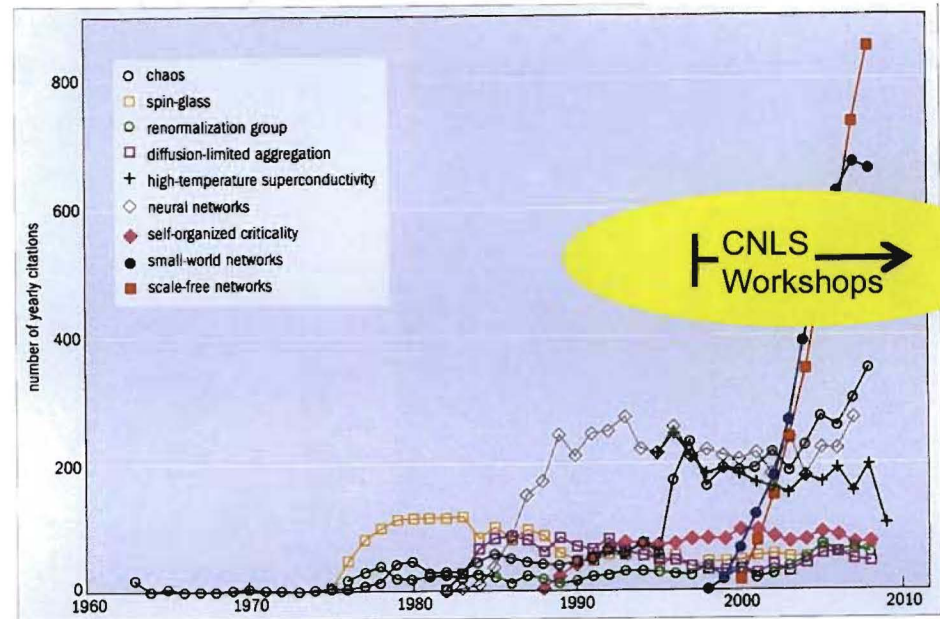 800
600
400
200
0
number of yearly citations
chaos
spin-glass
renormalization group
diffusion-limited aggregation
high-temperature superconductivity
neural networks
self-organized criticality
small-world networks
scale-free networks
CNLS
Workshops
1960
1970
1980
1990
2000
2010